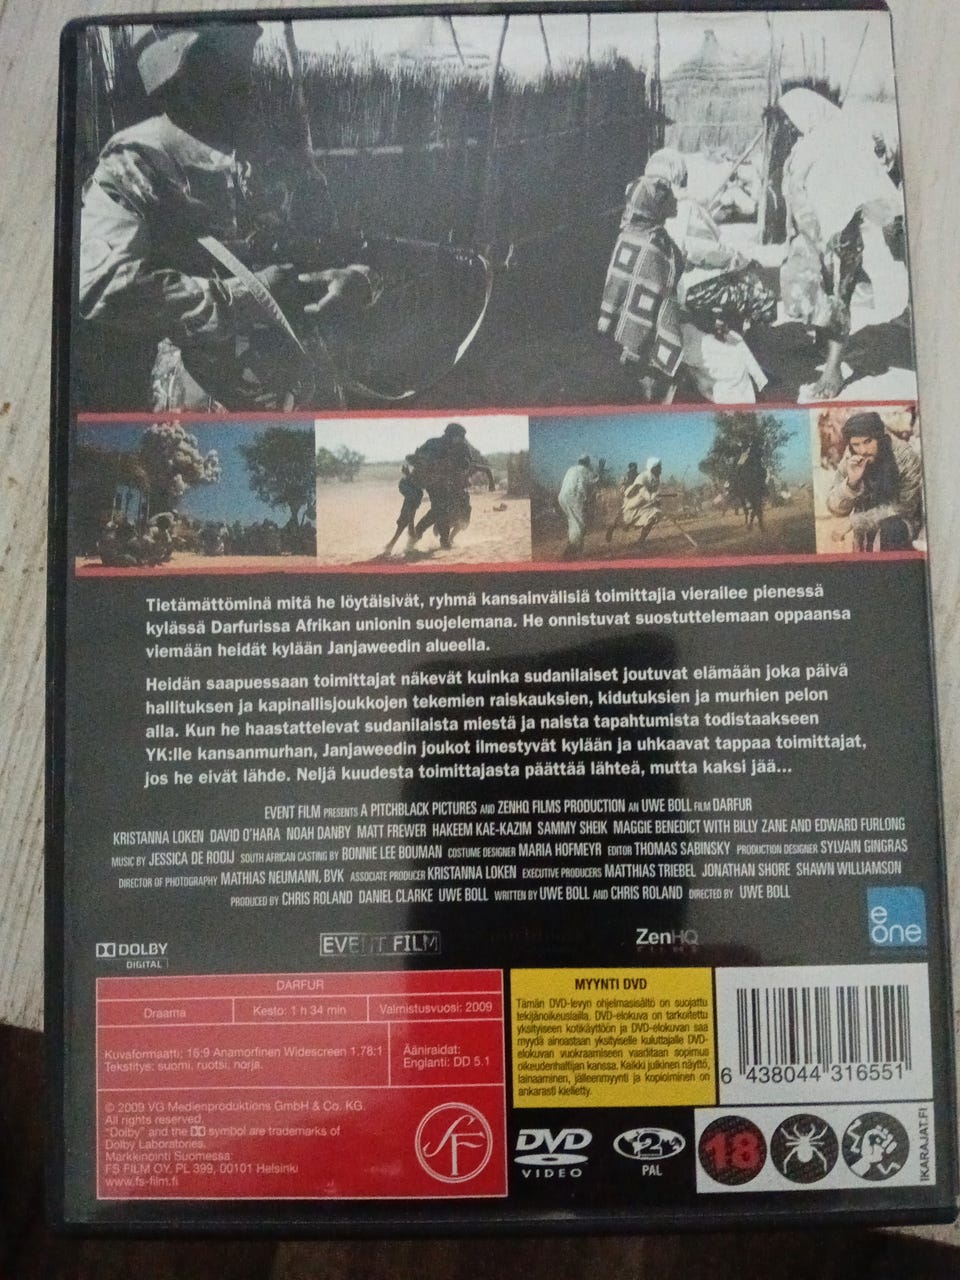 Tietämättöminä mitä he löytäisivät, ryhmä kansainvälisiä toimittajia vierailee pienessä
kylässä Darfurissa Afrikan unionin suojelemana. He onnistuvat suostuttelemaan oppaansa
viemään heidät kylään Janjaweedin alueella.
Heidän saapuessaan toimittajat näkevät kuinka sudanilaiset joutuvat elämään joka päivä
hallituksen ja kapinallisjoukkojen tekemien raiskauksien, kidutuksien ja murhien pelon
alla. Kun he haastattelevat sudanilaista miestä ja naista tapahtumista todistaakseen
YK:lle kansanmurhan, Janjaweedin joukot ilmestyvät kylään ja uhkaavat tappaa toimittajat,
jos he eivät lähde. Neljä kuudesta toimittajasta päättää lähteä, mutta kaksi jää...
EVENT FILM PRESENTS A PITCHBLACK PICTURES AND ZENHQ FILMS PRODUCTION AN UWE BOLL FILM DARFUR
KRISTANNA LOKEN DAVID O'HARA NOAH DANBY MATT FREWER HAKEEM KAE-KAZIM SAMMY SHEIK MAGGIE BENEDICT WITH BILLY ZANE AND EDWARD FURLONG
MUSIC BY JESSICA DE ROOIJ SOUTH AFRICAN CASTING BY BONNIE LEE BOUMAN COSTUME DESIGNER MARIA HOFMEYR EDITOR THOMAS SABINSKY PRODUCTION DESIGNER SYLVAIN GINGRAS
DIRECTOR OF PHOTOGRAPHY MATHIAS NEUMANN, BVK ASSOCIATE PRODUCER KRISTANNA LOKEN EXECUTIVE PRODUCERS MATTHIAS TRIEBEL JONATHAN SHORE SHAWN WILLIAMSON
PRODUCED BY CHRIS ROLAND DANIEL CLARKE UWE BOLL WRITTEN BY UWE BOLL AND CHRIS ROLAND DIRECTED BY UWE BOLL
e one
DOLBY
DIGITAL
EVENT FILM
ZenHQ
FILMS
DARFUR
Draama
Kesto: 1 h 34 min
Valmistusvuosi: 2009
Kuvaformaatti: 16:9 Anamorfinen Widescreen 1.78:1
Tekstitys: suomi, ruotsi, norja.
Ääniraidat:
Englanti: DD 5.1
© 2009 VG Medienproduktions GmbH & Co. KG.
All rights reserved.
"Dolby" and the symbol are trademarks of
Dolby Laboratories.
Markkinointi Suomessa:
FS FILM OY, PL 399, 00101 Helsinki
www.fs-film.fi
SF
MYYNTI DVD
Tämän DVD-levyn ohjelmasisältö on suojattu
tekijänoikeuslailla. DVD-elokuva on tarkoitettu
yksityiseen kotikäyttöön ja DVD-elokuvan saa
myydä ainoastaan yksityiselle kuluttajalle DVD-
elokuvan vuokraamiseen vaaditaan sopimus
oikeudenhaltijan kanssa. Kaikki julkinen näyttö,
lainaaminen, jälleenmyynti ja kopioiminen on
ankarasti kielletty.
6 438044 316551
DVD
VIDEO
2
PAL
18
IKARAJAT.FI